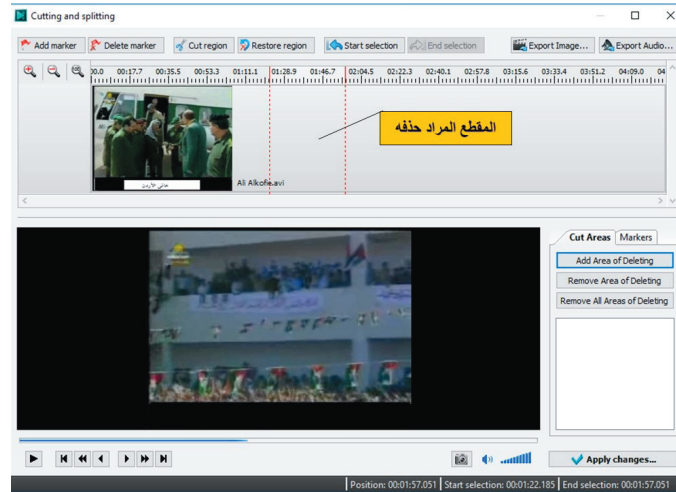 Cutting and splitting
Add marker Delete marker Cut region Restore region Start selection End selection Export Image... Export Audio...
00.0 00:17.7 00:35.5 00:53.3 01:11.1 01:28.9 01:46.7 02:04.5 02:22.3 02:40.1 02:57.8 03:15.6 03:33.4 03:51.2 04:09.0 04
المقطع المراد حذفه
Ali Alkofie.avi
Cut Areas Markers
Add Area of Deleting
Remove Area of Deleting
Remove All Areas of Deleting
Apply changes...
Position: 00:01:57.051 Start selection: 00:01:22.185 End selection: 00:01:57.051